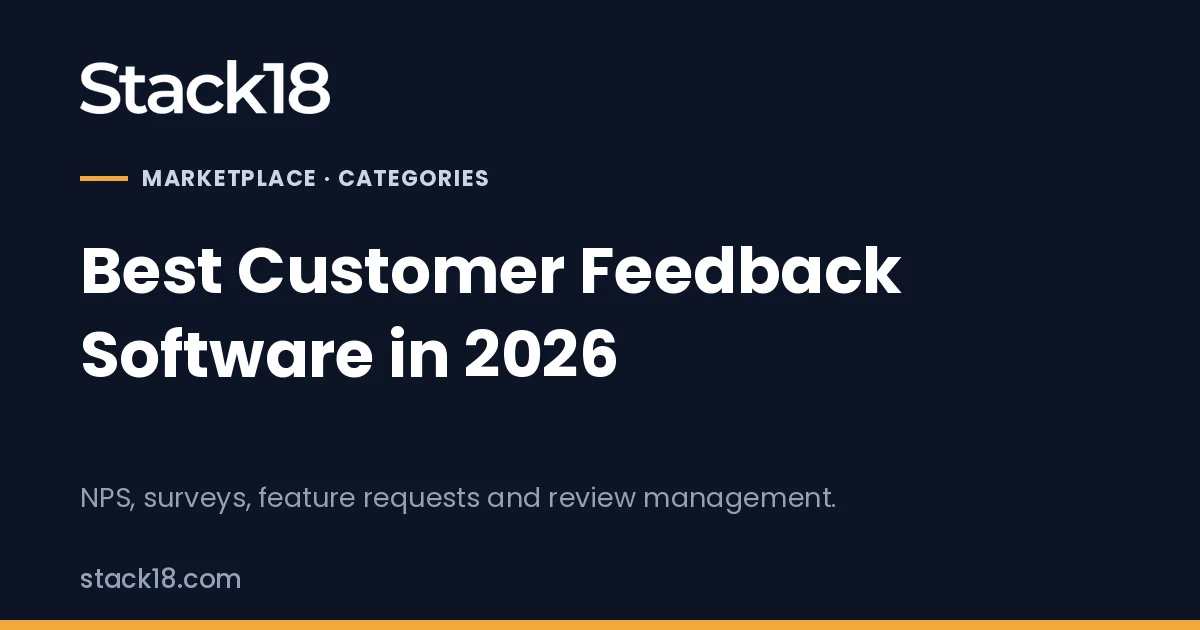 Stack18
MARKETPLACE · CATEGORIES
Best Customer Feedback
Software in 2026
NPS, surveys, feature requests and review management.
stack18.com